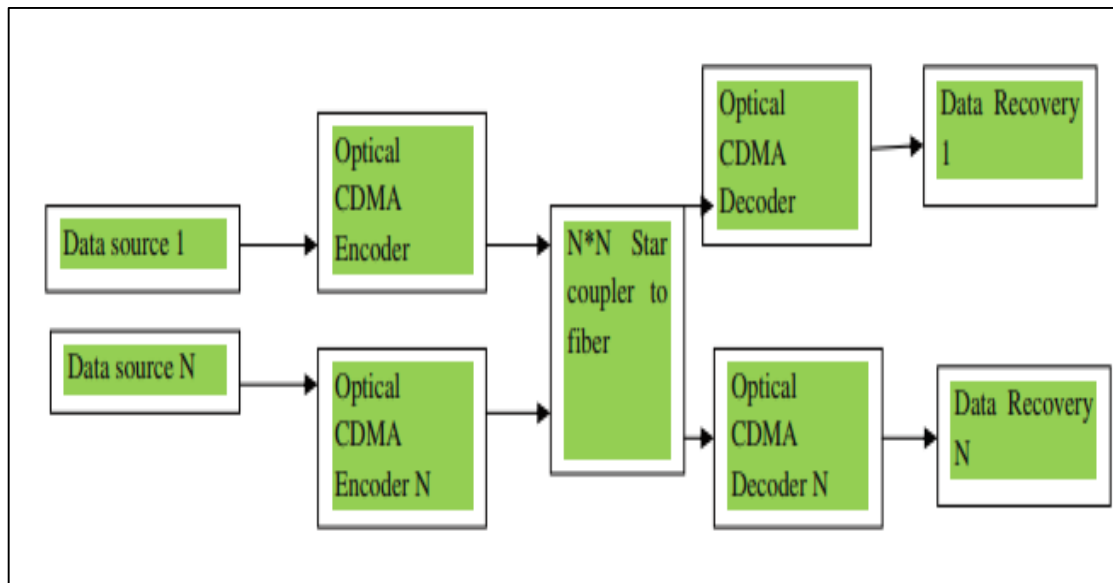 Data source 1
Optical
CDMA
Encoder
N*N Star
coupler to
fiber
Optical
CDMA
Decoder
Data Recovery
1
Data source N
Optical
CDMA
Encoder N
Optical
CDMA
Decoder N
Data Recovery
N